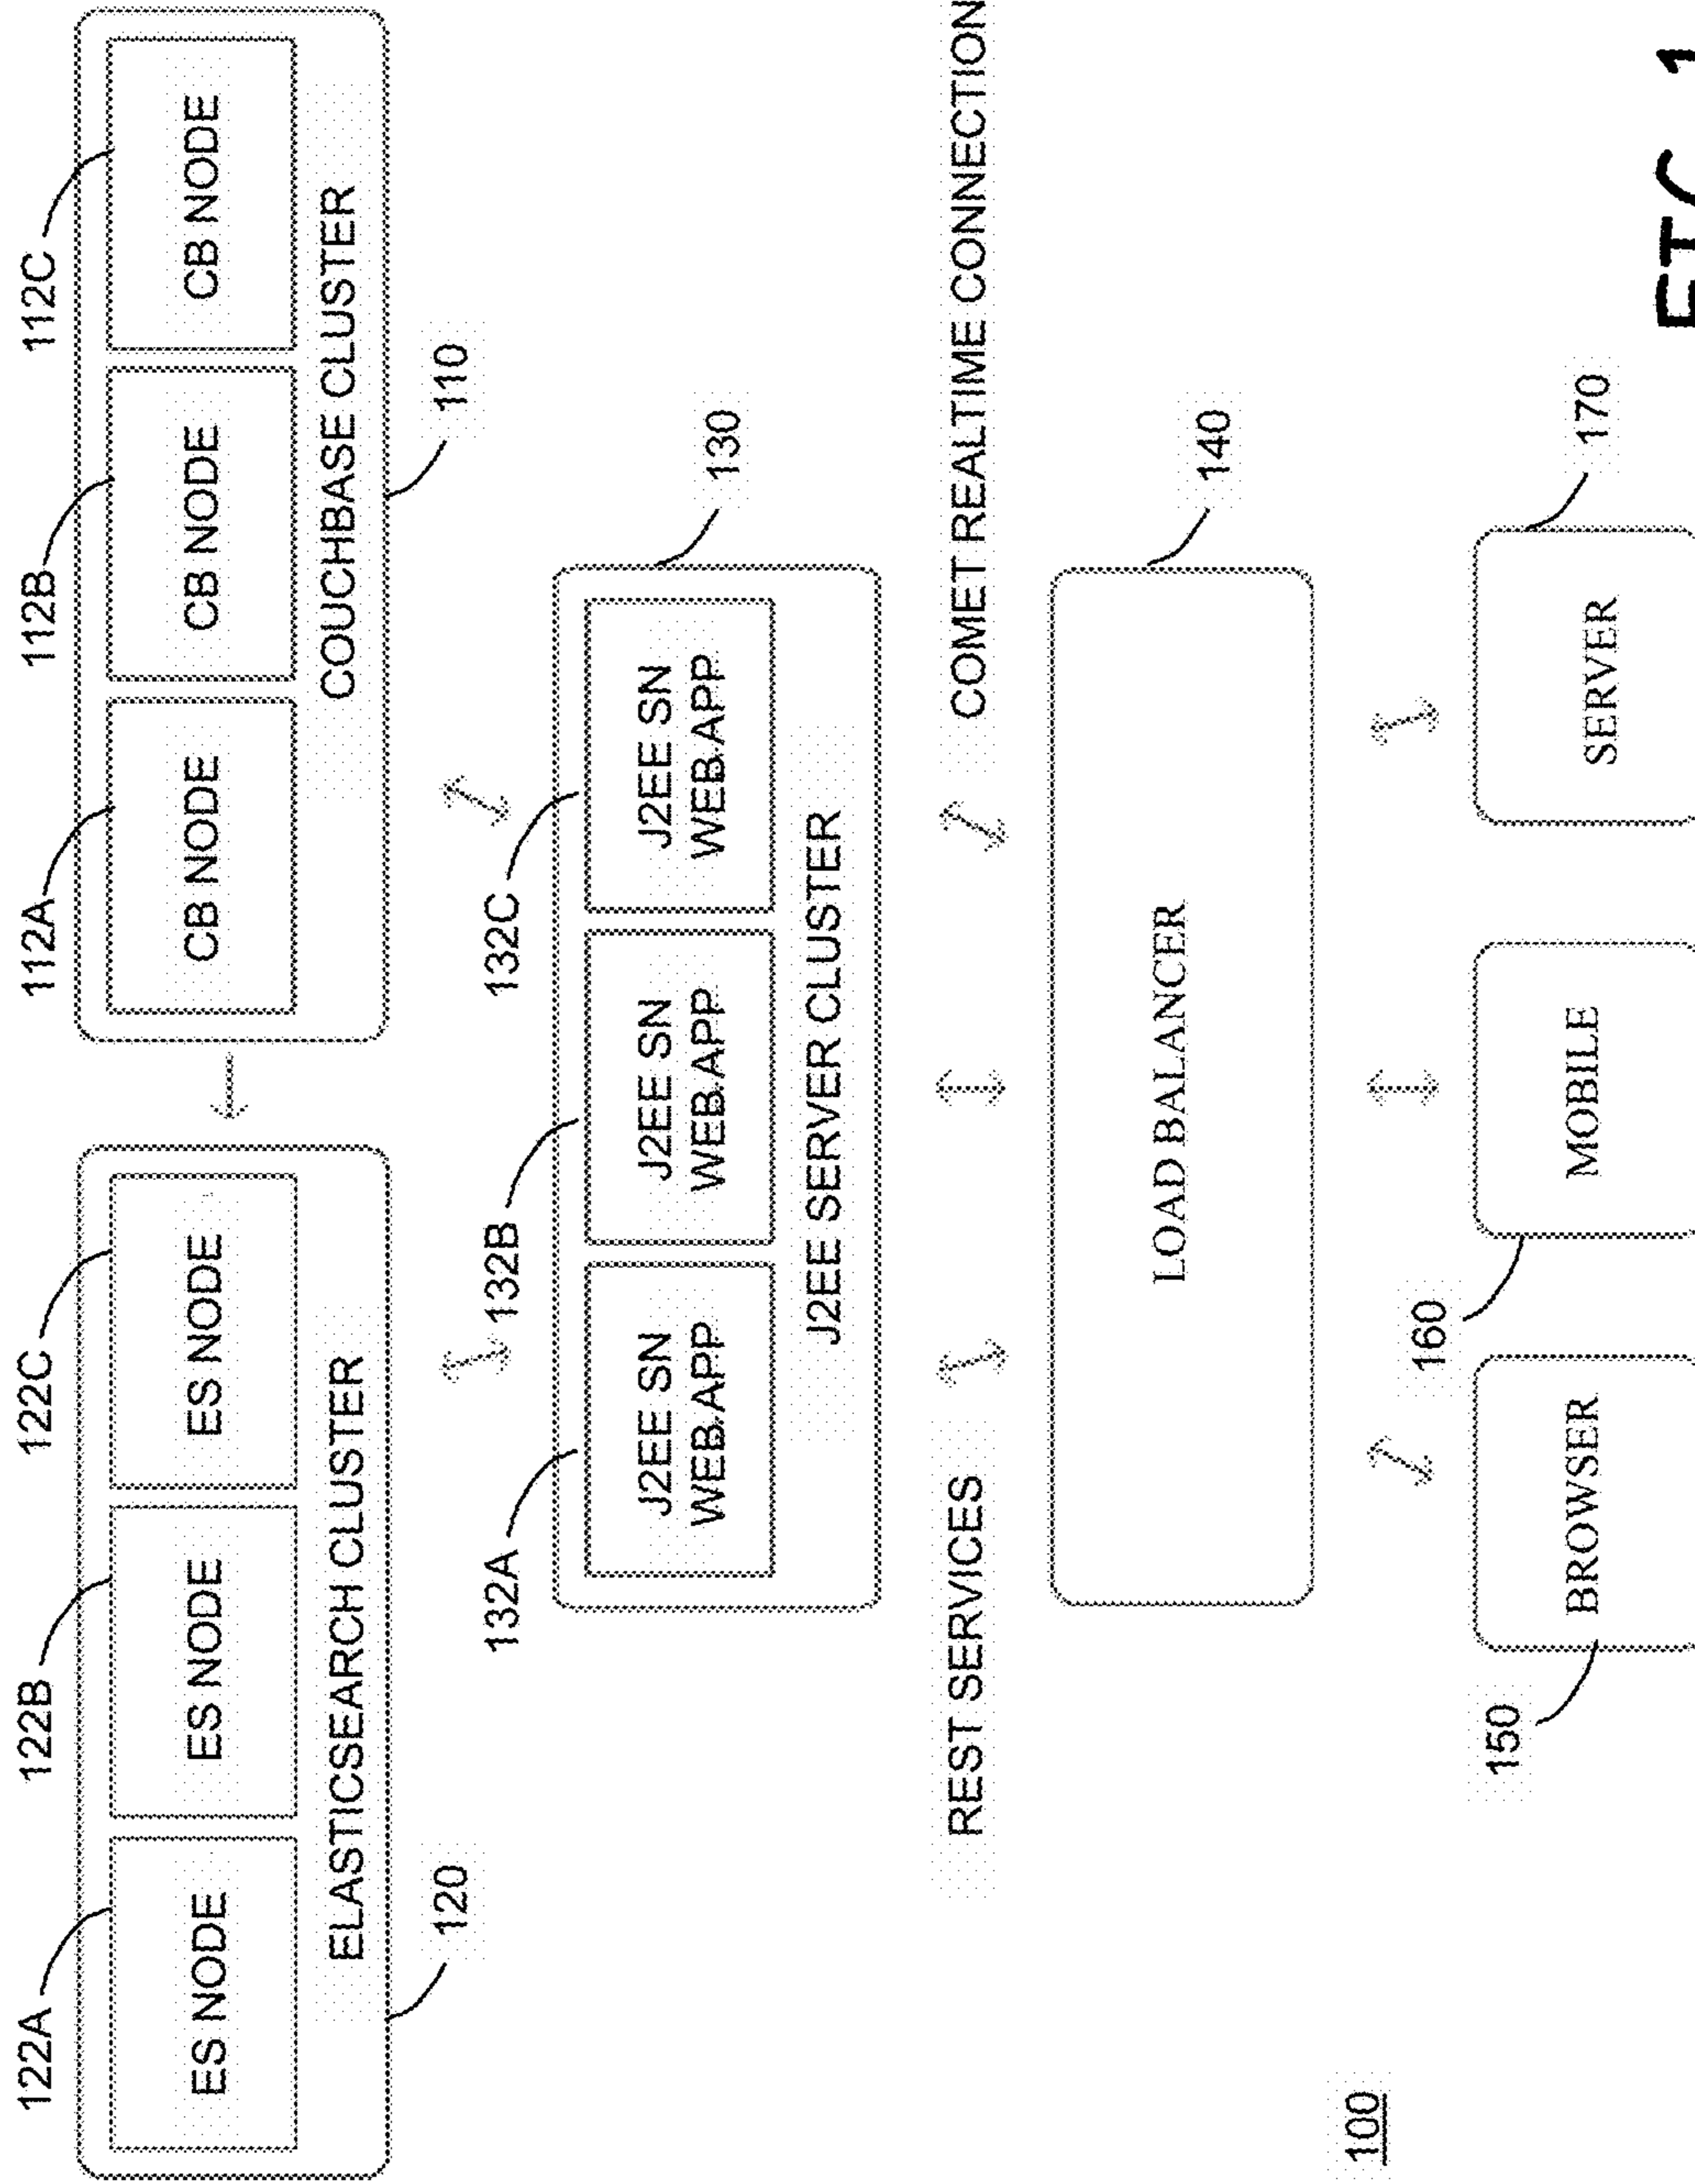 122A
122B
122C
112A
112B
112C
ES NODE
ES NODE
ES NODE
CB NODE
CB NODE
CB NODE
ELASTICSEARCH CLUSTER
COUCHBASE CLUSTER
120
110
132A
132B
132C
J2EE SN
WEB.APP
J2EE SN
WEB.APP
J2EE SN
WEB.APP
130
J2EE SERVER CLUSTER
REST SERVICES
COMET REALTIME CONNECTION
LOAD BALANCER
140
100
160
150
170
BROWSER
MOBILE
SERVER
FIG 1